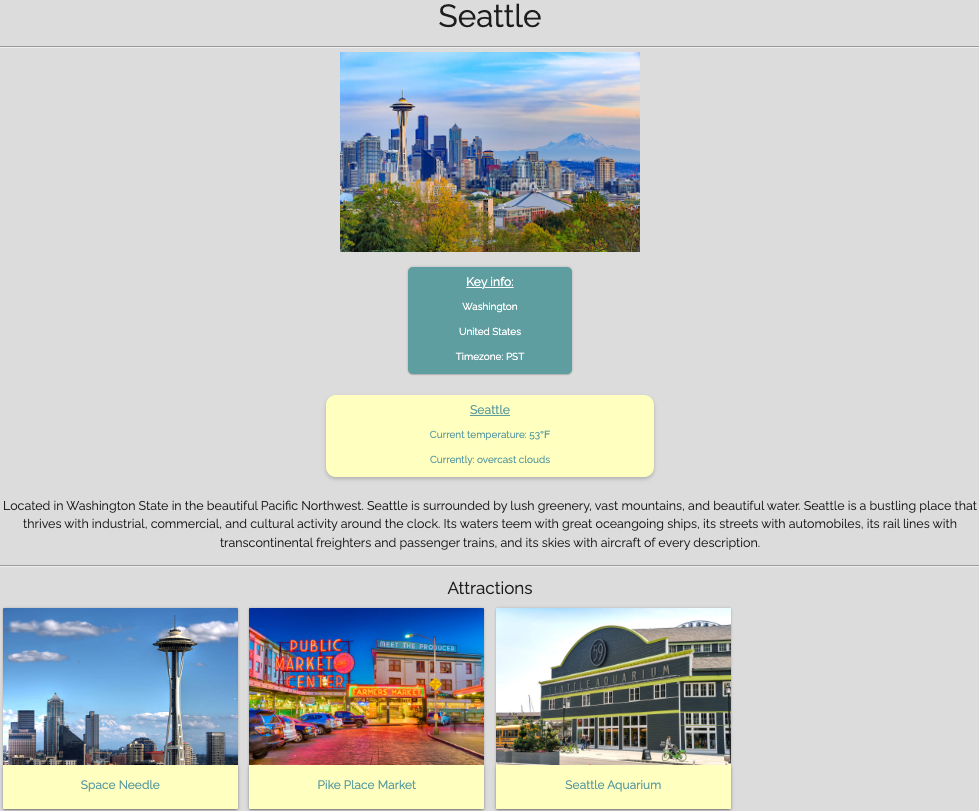 Seattle
Key info:
Washington
United States
Timezone: PST
Seattle
Current temperature: 53°F
Currently: overcast clouds
Located in Washington State in the beautiful Pacific Northwest. Seattle is surrounded by lush greenery, vast mountains, and beautiful water. Seattle is a bustling place that
thrives with industrial, commercial, and cultural activity around the clock. Its waters teem with great oceangoing ships, its streets with automobiles, its rail lines with
transcontinental freighters and passenger trains, and its skies with aircraft of every description.
Attractions
PUBLIC
MARKET
CENTER
MEET THE PRODUCER
FARMERS MARKET
59
SEATTLE AQUARIUM
Space Needle
Pike Place Market
Seattle Aquarium